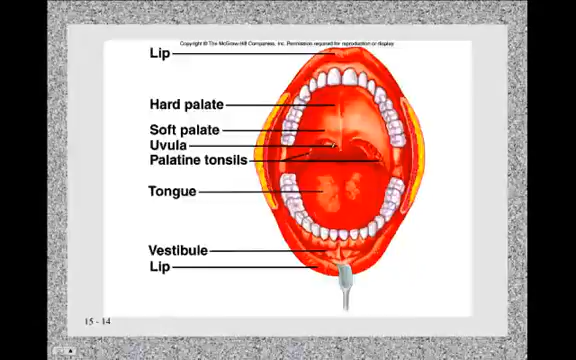 Copyright © The McGraw-Hill Companies, Inc. Permission required for reproduction or display
Lip
Hard palate
Soft palate
Uvula
Palatine tonsils
Tongue
Vestibule
Lip
15 - 14